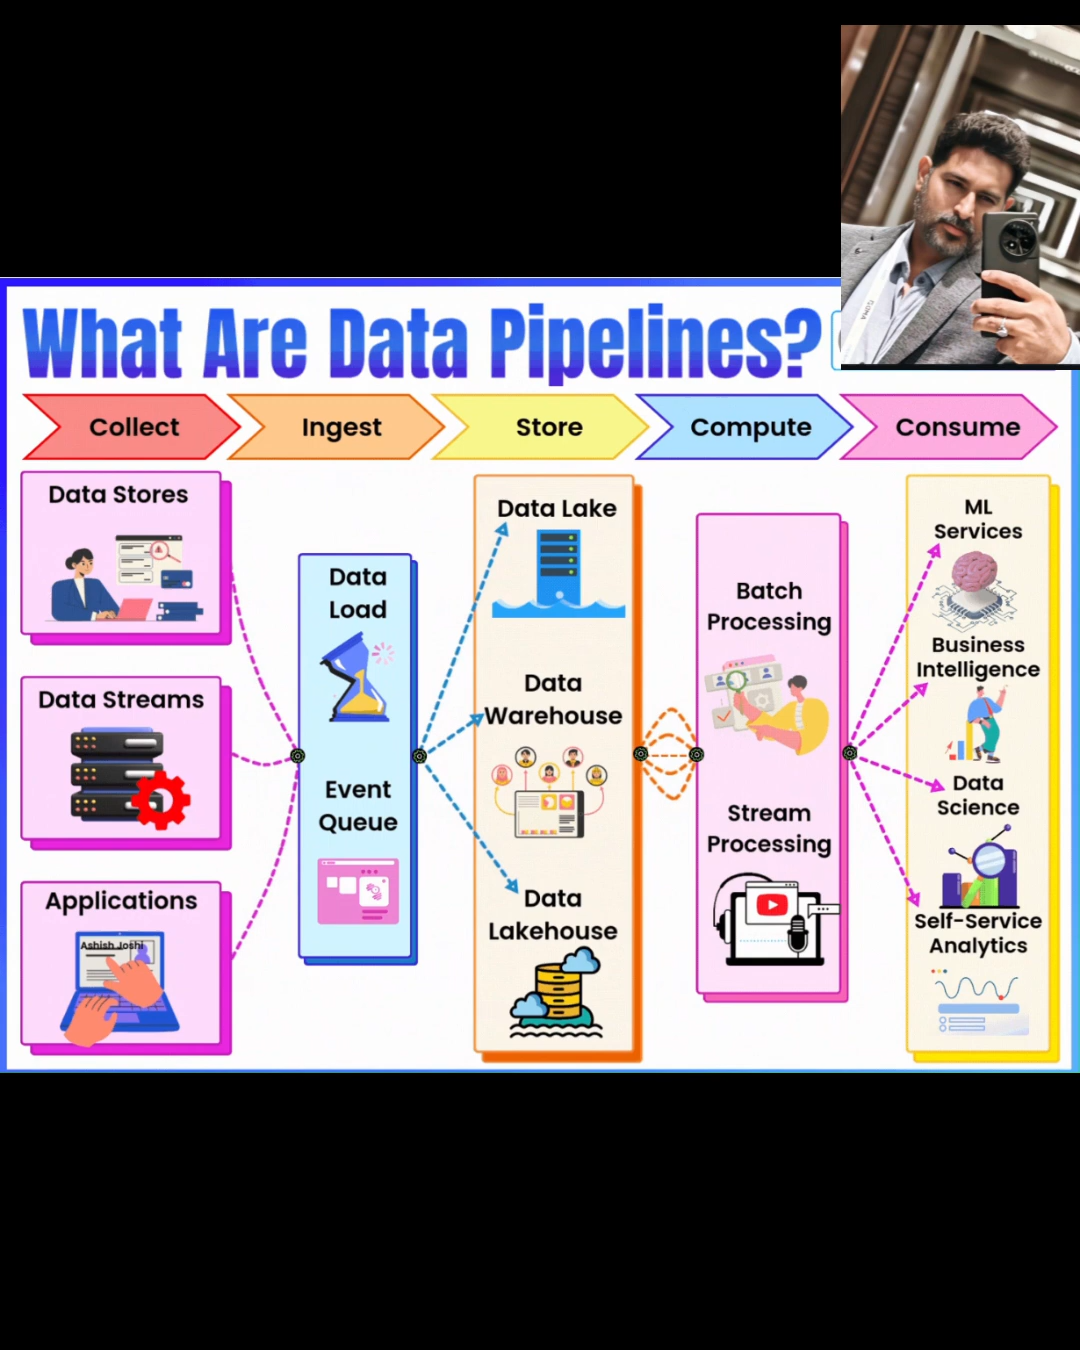 What Are Data Pipelines?
Collect
Ingest
Store
Compute
Consume
Data Stores
Data Streams
Applications
Ashish Joshi
Data
Load
Event
Queue
Data Lake
Data
Warehouse
Data
Lakehouse
Batch
Processing
Stream
Processing
ML
Services
Business
Intelligence
Data
Science
Self-Service
Analytics